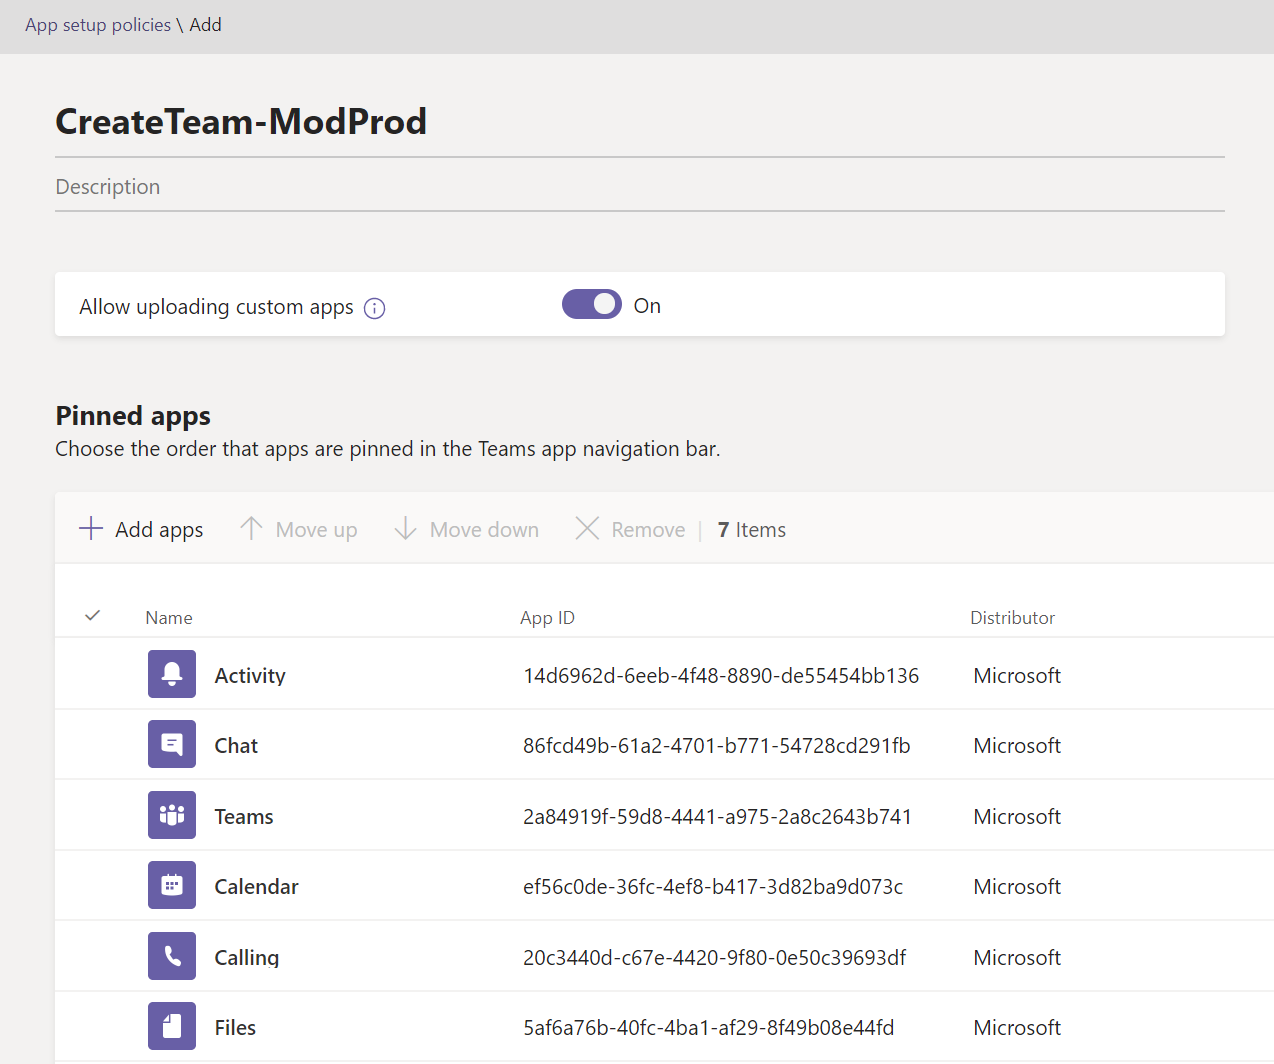 App setup policies \ Add
CreateTeam-ModProd
Description
Allow uploading custom apps On
Pinned apps
Choose the order that apps are pinned in the Teams app navigation bar.
Add apps Move up Move down Remove | 7 Items
Name App ID Distributor
Activity 14d6962d-6eeb-4f48-8890-de55454bb136 Microsoft
Chat 86fcd49b-61a2-4701-b771-54728cd291fb Microsoft
Teams 2a84919f-59d8-4441-a975-2a8c2643b741 Microsoft
Calendar ef56c0de-36fc-4ef8-b417-3d82ba9d073c Microsoft
Calling 20c3440d-c67e-4420-9f80-0e50c39693df Microsoft
Files 5af6a76b-40fc-4ba1-af29-8f49b08e44fd Microsoft